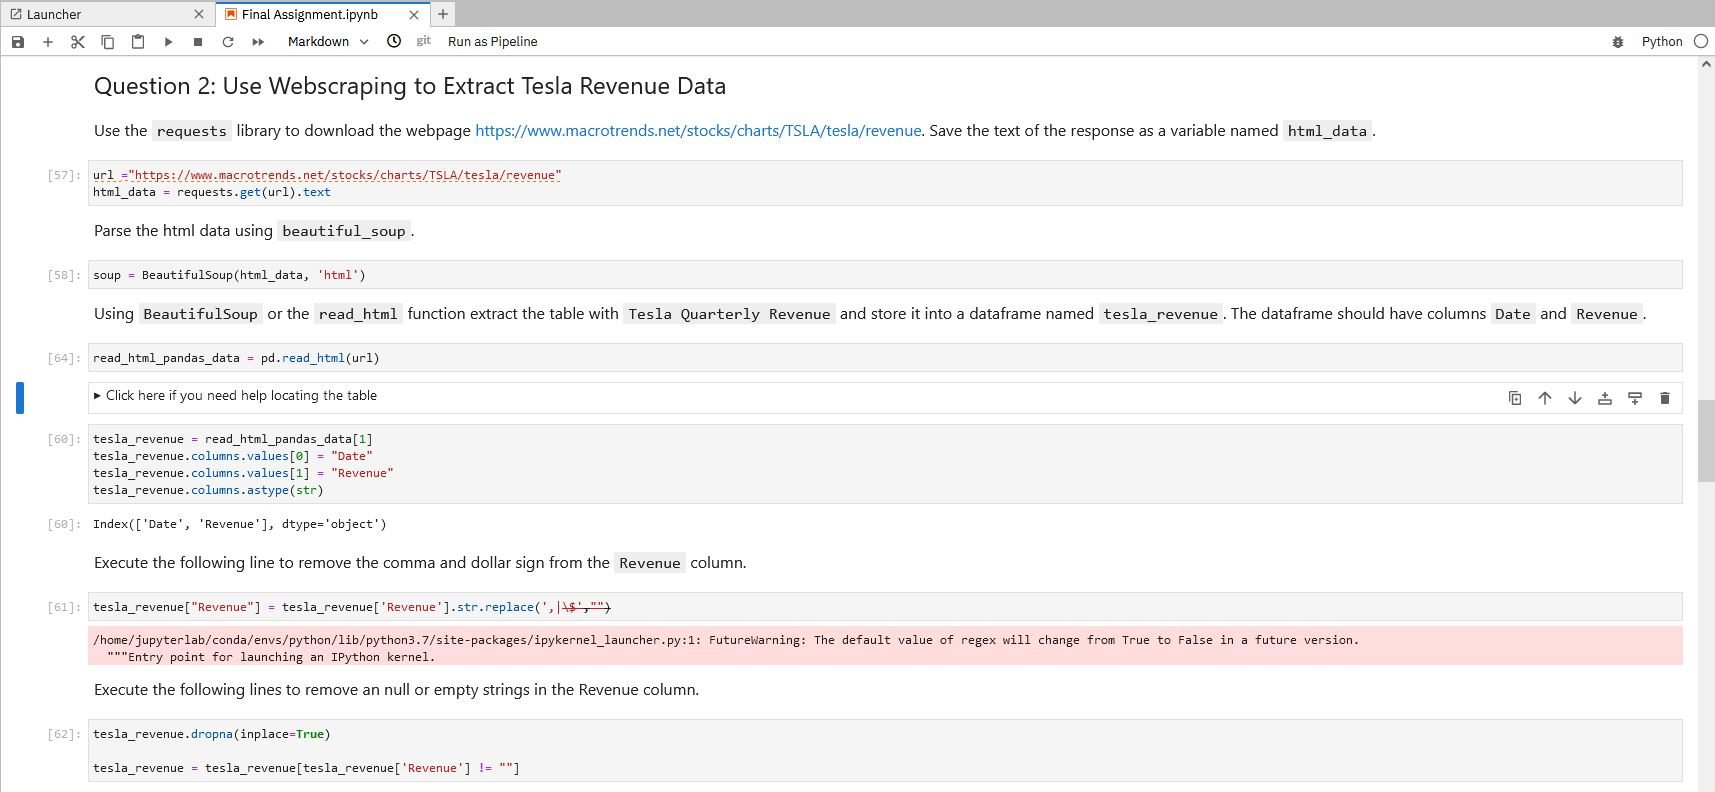 Launcher
Final Assignment.ipynb
Markdown git Run as Pipeline Python
Question 2: Use Webscraping to Extract Tesla Revenue Data
Use the requests library to download the webpage https://www.macrotrends.net/stocks/charts/TSLA/tesla/revenue. Save the text of the response as a variable named html_data.
[57]: url ="https://www.macrotrends.net/stocks/charts/TSLA/tesla/revenue"
html_data = requests.get(url).text
Parse the html data using beautiful_soup.
[58]: soup = BeautifulSoup(html_data, 'html')
Using BeautifulSoup or the read_html function extract the table with Tesla Quarterly Revenue and store it into a dataframe named tesla_revenue. The dataframe should have columns Date and Revenue.
[64]: read_html_pandas_data = pd.read_html(url)
Click here if you need help locating the table
[60]: tesla_revenue = read_html_pandas_data[1]
tesla_revenue.columns.values[0] = "Date"
tesla_revenue.columns.values[1] = "Revenue"
tesla_revenue.columns.astype(str)
[60]: Index(['Date', 'Revenue'], dtype='object')
Execute the following line to remove the comma and dollar sign from the Revenue column.
[61]: tesla_revenue["Revenue"] = tesla_revenue['Revenue'].str.replace(',|\$',"")
/home/jupyterlab/conda/envs/python/lib/python3.7/site-packages/ipykernel_launcher.py:1: FutureWarning: The default value of regex will change from True to False in a future version.
"""Entry point for launching an IPython kernel.
Execute the following lines to remove an null or empty strings in the Revenue column.
[62]: tesla_revenue.dropna(inplace=True)
tesla_revenue = tesla_revenue[tesla_revenue['Revenue'] != ""]